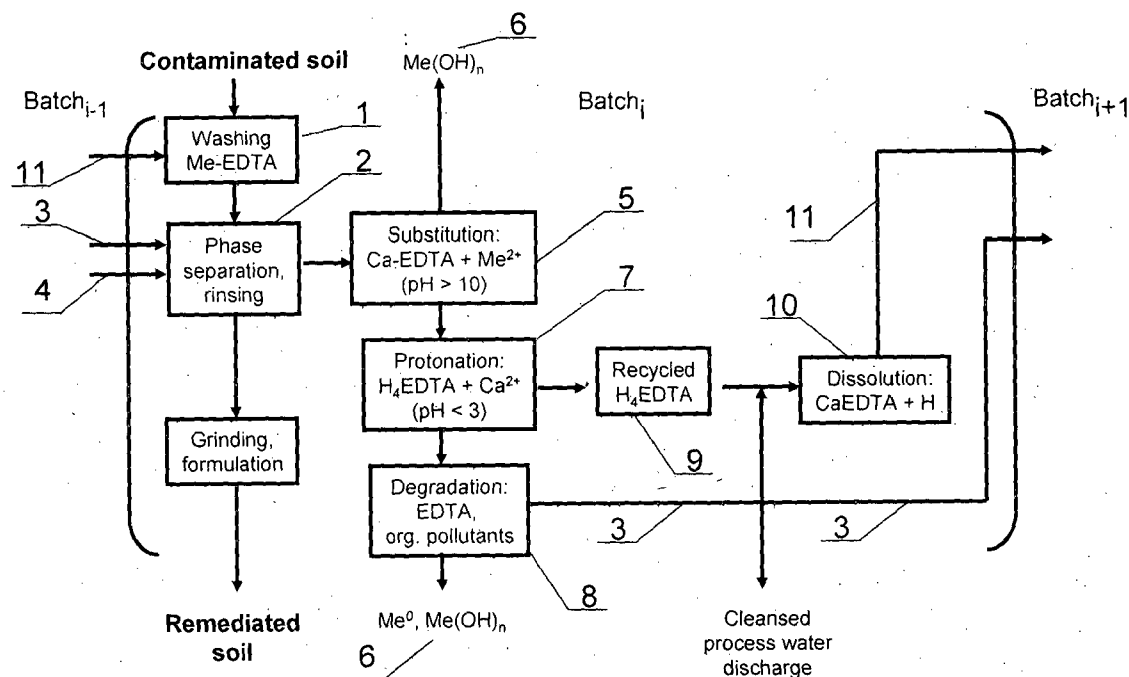 6
Contaminated soil
Me(OH)n
Batchi-1
Batchi
Batchi+1
1
Washing
Me-EDTA
11
2
3
Phase
separation,
rinsing
4
5
Substitution:
Ca-EDTA + Me²⁺
(pH > 10)
11
7
Protonation:
H₄EDTA + Ca²⁺
(pH < 3)
Recycled
H₄EDTA
9
10
Dissolution:
CaEDTA + H
Grinding,
formulation
Degradation:
EDTA,
org. pollutants
3
3
8
Remediated
soil
Me⁰, Me(OH)n
6
Cleansed
process water
discharge